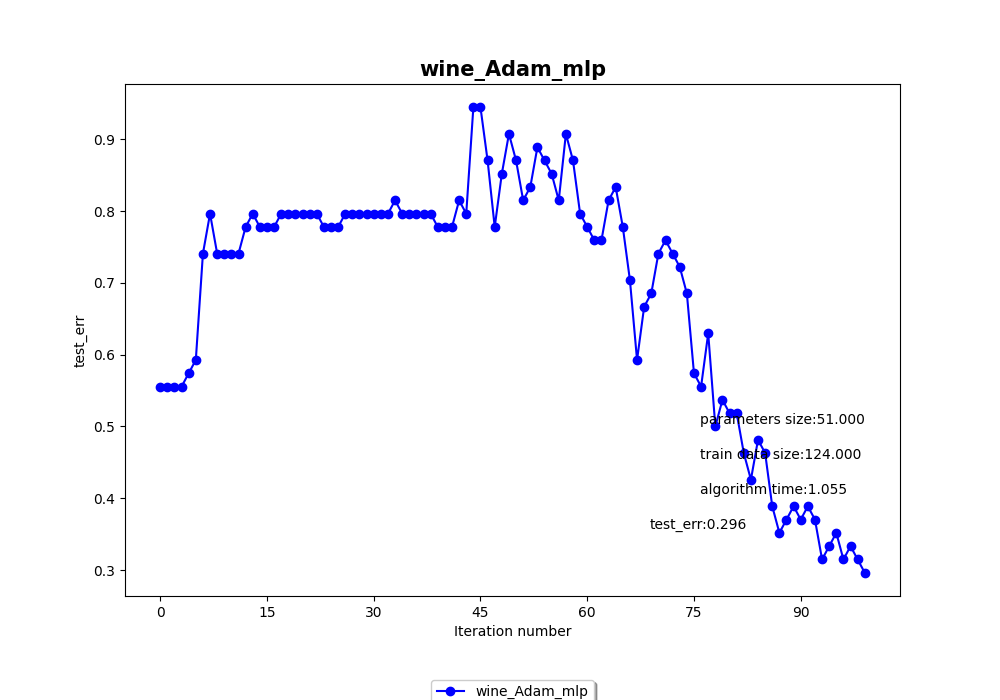 wine_Adam_mlp
0.9
0.8
0.7
0.6
0.5
0.4
0.3
test_err
parameters size:51.000
train data size:124.000
algorithm time:1.055
test_err:0.296
0 15 30 45 60 75 90
Iteration number
wine_Adam_mlp